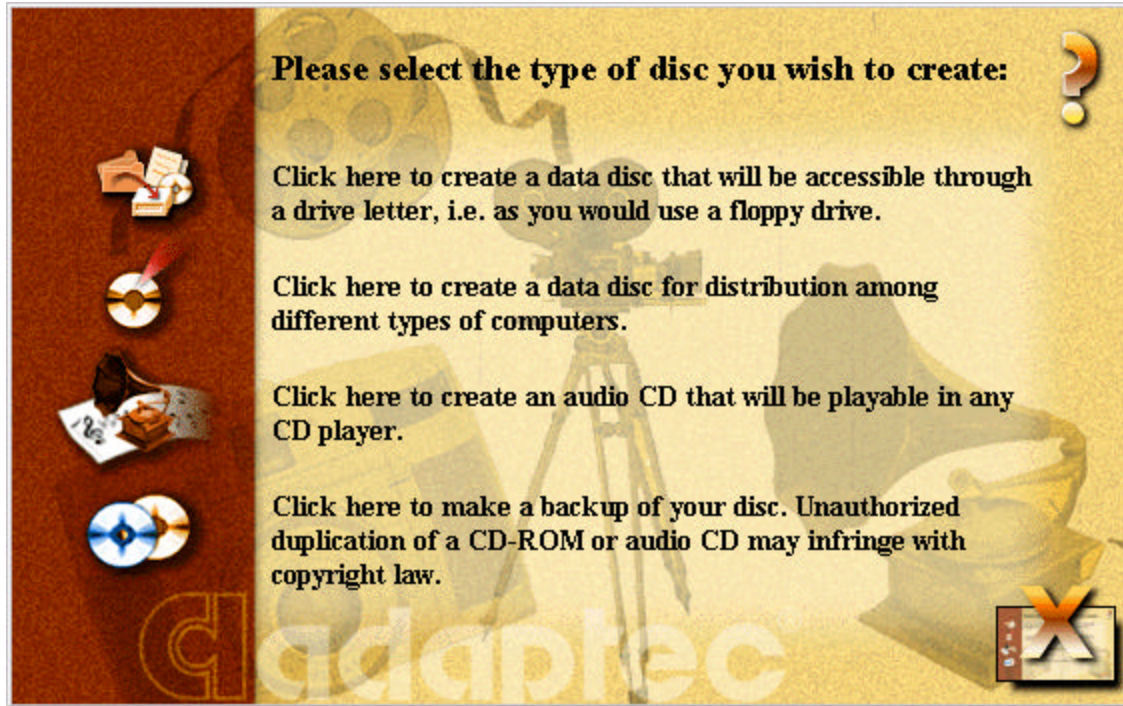 Please select the type of disc you wish to create:
Click here to create a data disc that will be accessible through
a drive letter, i.e. as you would use a floppy drive.
Click here to create a data disc for distribution among
different types of computers.
Click here to create an audio CD that will be playable in any
CD player.
Click here to make a backup of your disc. Unauthorized
duplication of a CD-ROM or audio CD may infringe with
copyright law.
adaptec